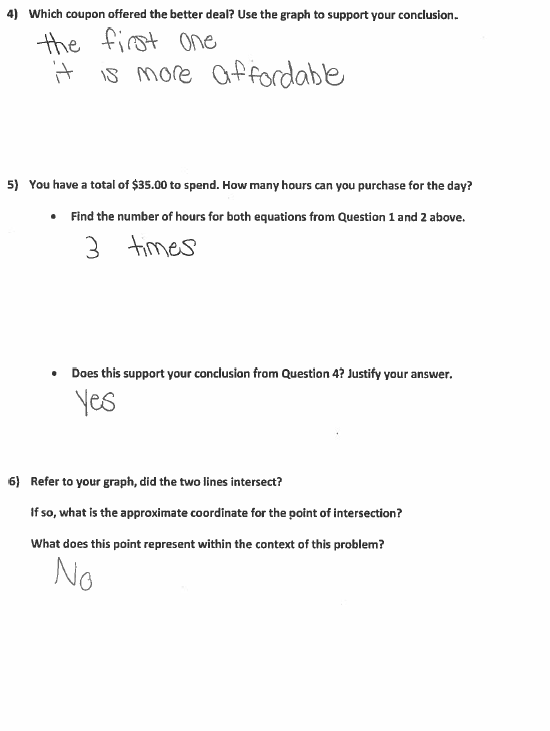 4) Which coupon offered the better deal? Use the graph to support your conclusion.
the first one
it is more affordable
5) You have a total of $35.00 to spend. How many hours can you purchase for the day?
• Find the number of hours for both equations from Question 1 and 2 above.
3 times
• Does this support your conclusion from Question 4? Justify your answer.
Yes
6) Refer to your graph, did the two lines intersect?
If so, what is the approximate coordinate for the point of intersection?
What does this point represent within the context of this problem?
No